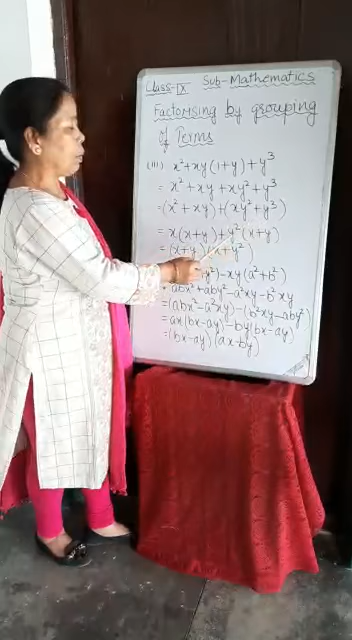 Class-IX Sub-Mathematics
Factorising by grouping
of Terms
(iii) x²+xy(1+y)+y³
= x²+xy+xy²+y³
=(x²+xy)+(xy²+y³)
= x(x+y)+y²(x+y)
=(x+y)(x+y²)
y²)-xy(a²+b²)
= abx²+aby²-a²xy-b²xy
=(abx²-a²xy)-(b²xy-aby²)
=ax(bx-ay)-by(bx-ay)
=(bx-ay)(ax-by)